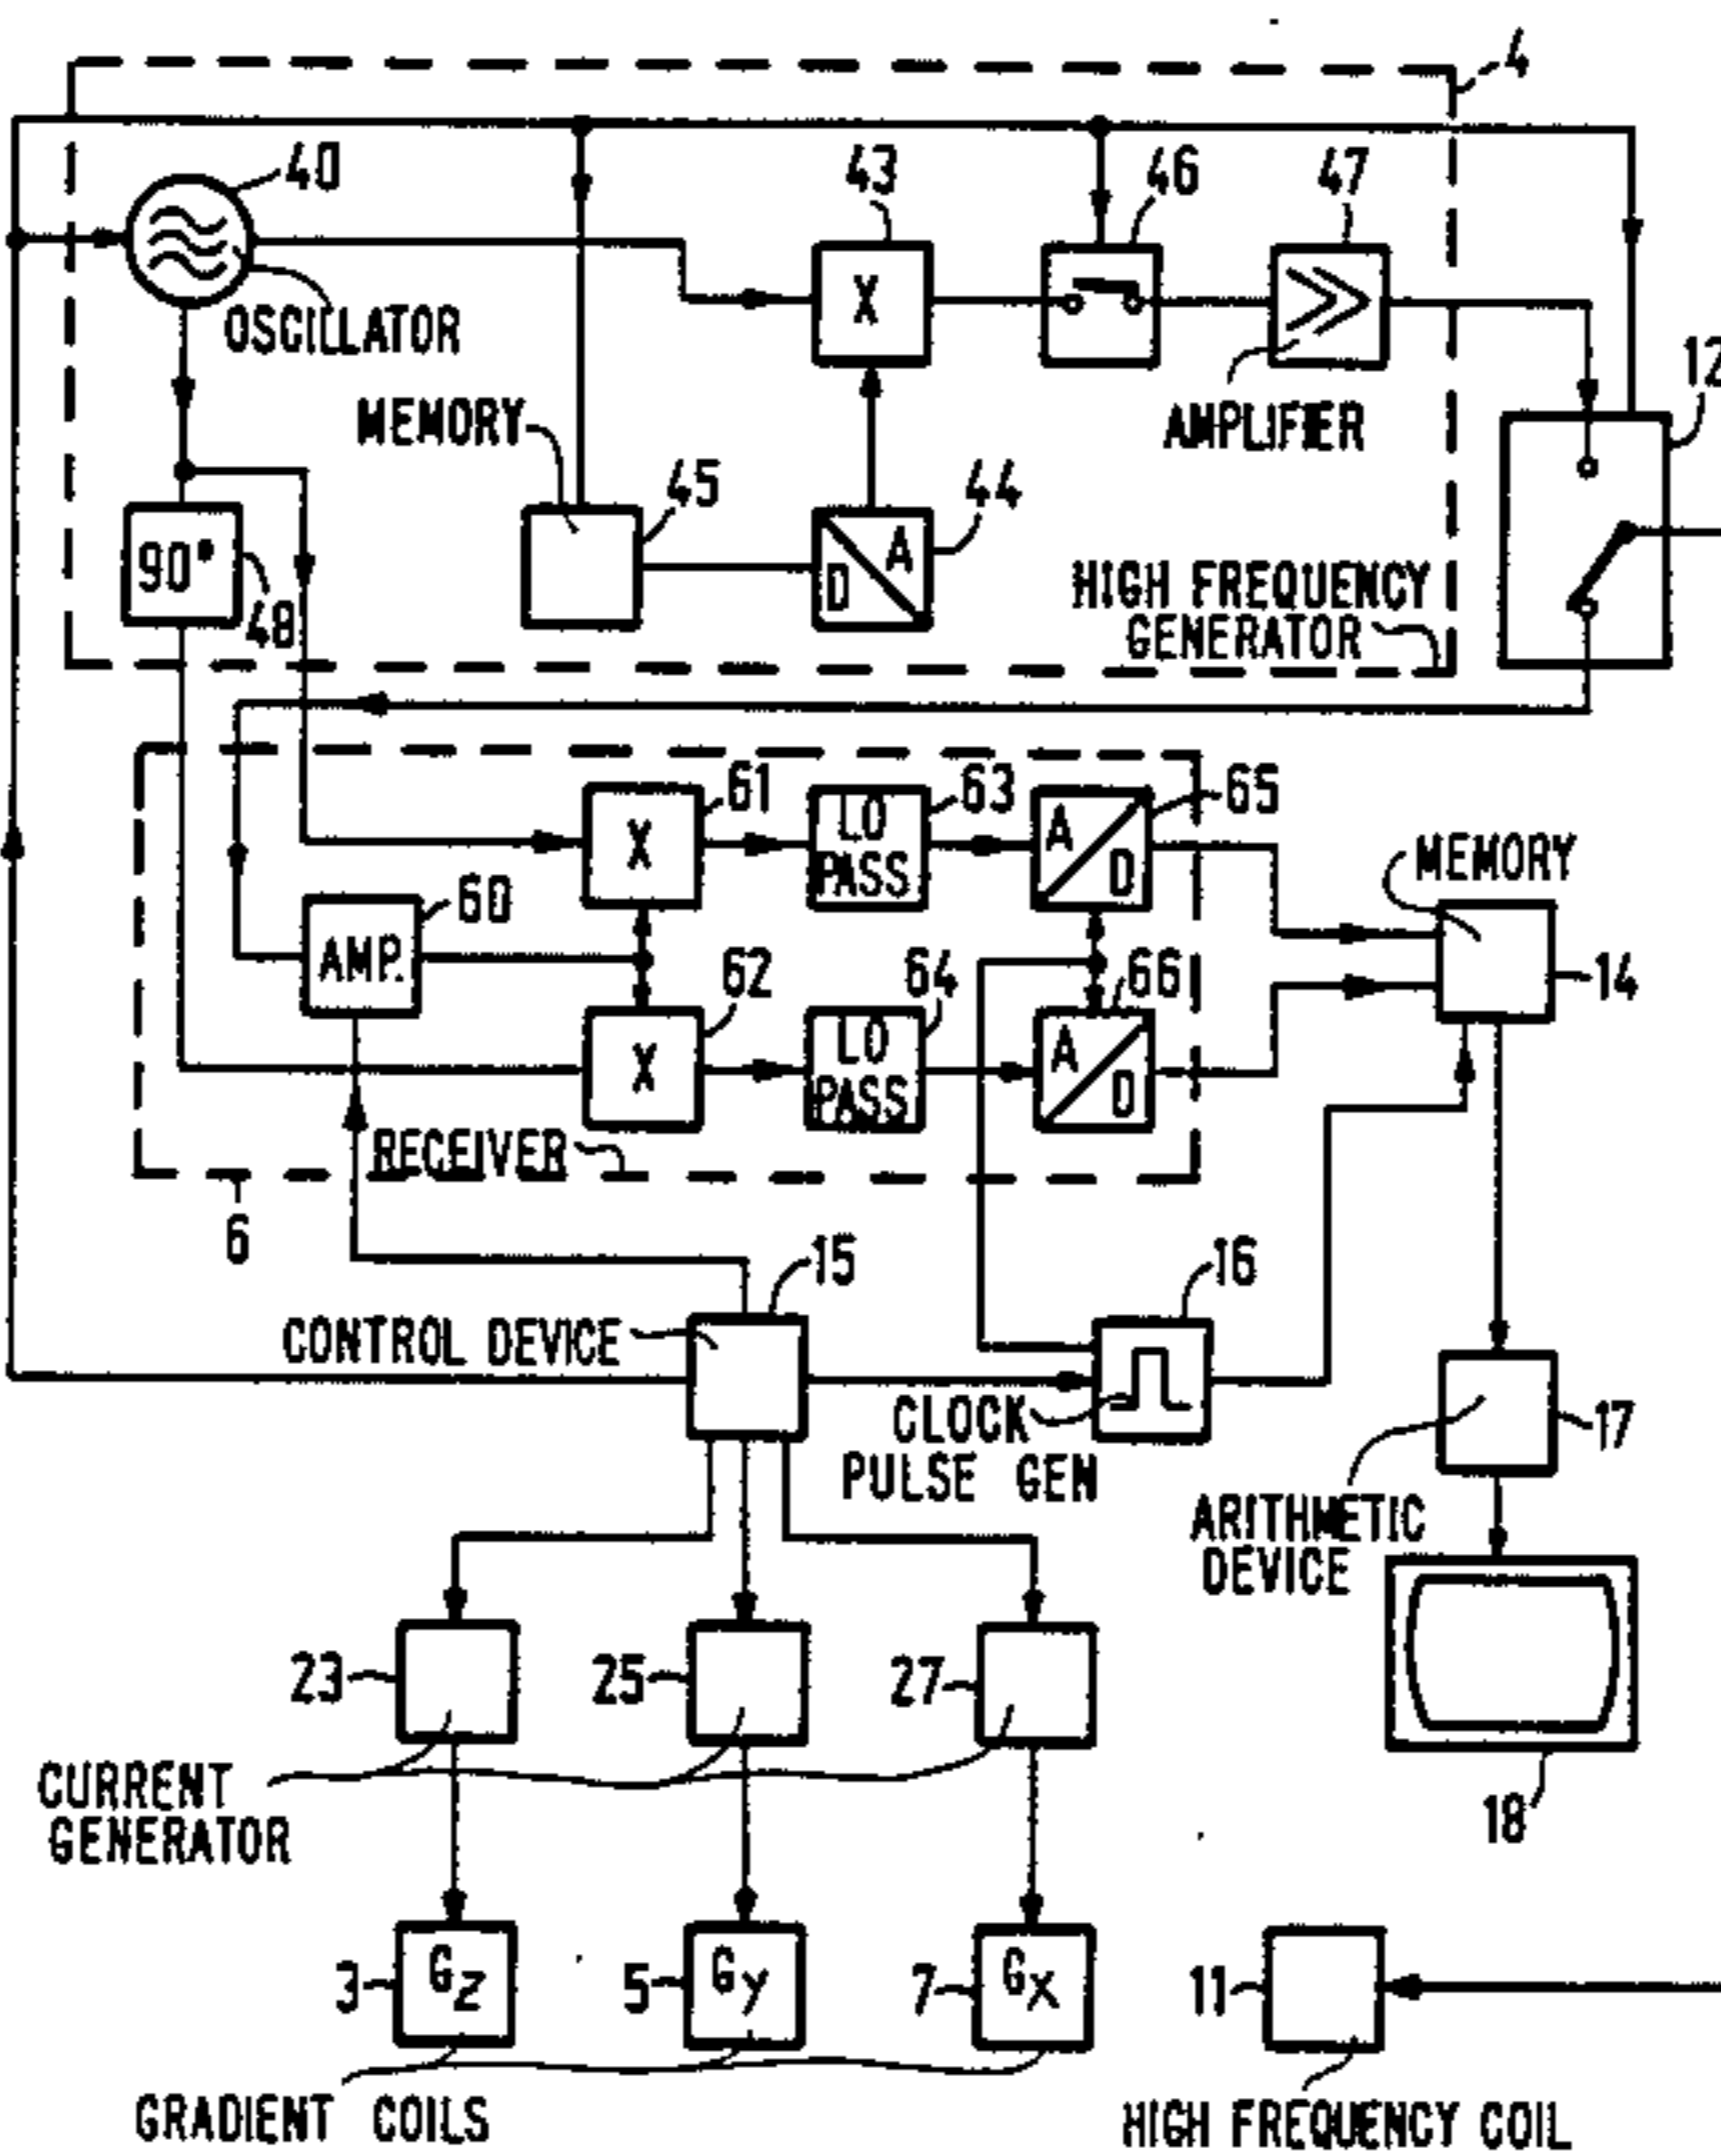 4
40
43
46
47
OSCILLATOR
X
12
MEMORY
AMPLIFIER
45
44
90°
A
D
48
HIGH FREQUENCY
GENERATOR
61
63
65
X
LO
PASS
A
D
MEMORY
60
AMP.
62
64
66
14
X
LO
PASS
A
D
RECEIVER
6
15
16
CONTROL DEVICE
CLOCK
PULSE GEN
17
ARITHMETIC
DEVICE
23
25
27
CURRENT
GENERATOR
18
3
GZ
5
Gy
7
GX
11
GRADIENT COILS
HIGH FREQUENCY COIL